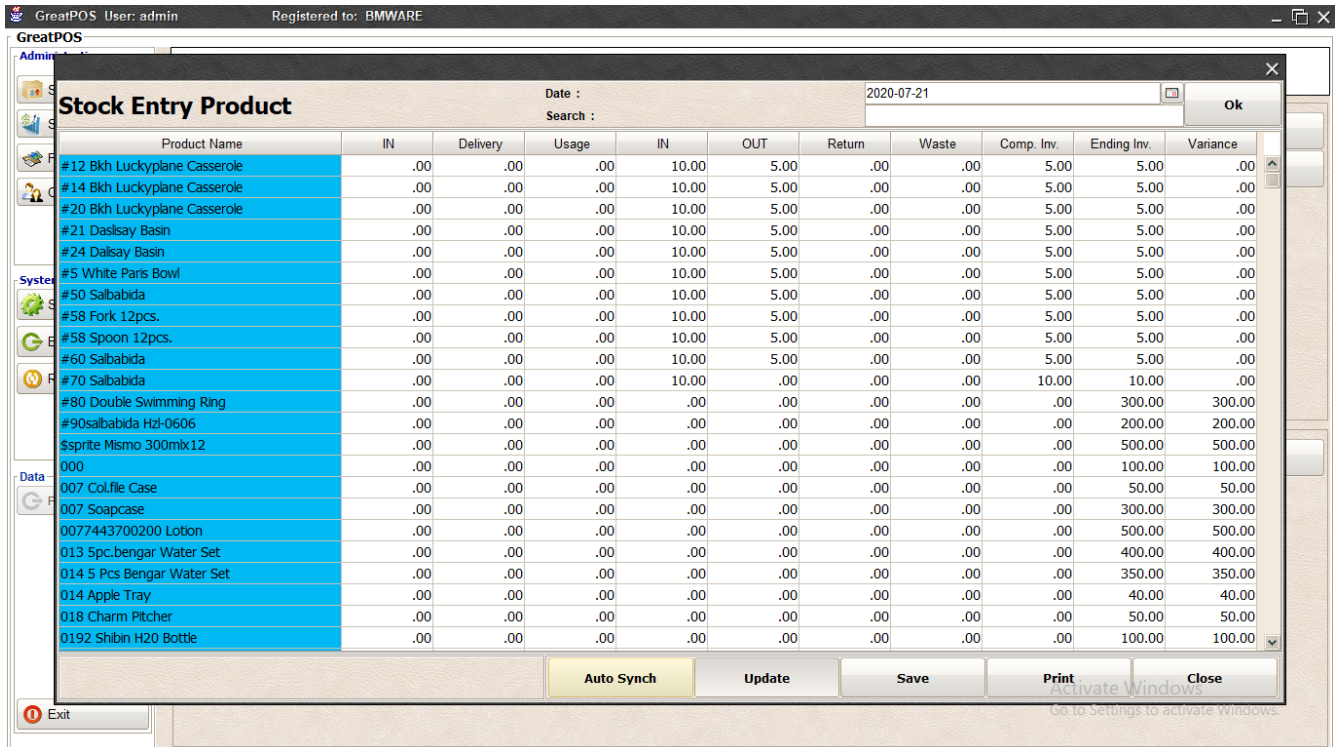 GreatPOS User: admin Registered to: BMWARE
GreatPOS
Stock Entry Product
Date :
2020-07-21
Search :
Ok
Product Name IN Delivery Usage IN OUT Return Waste Comp. Inv. Ending Inv. Variance
#12 Bkh Luckyplane Casserole .00 .00 .00 10.00 5.00 .00 .00 5.00 5.00 .00
#14 Bkh Luckyplane Casserole .00 .00 .00 10.00 5.00 .00 .00 5.00 5.00 .00
#20 Bkh Luckyplane Casserole .00 .00 .00 10.00 5.00 .00 .00 5.00 5.00 .00
#21 Daslisay Basin .00 .00 .00 10.00 5.00 .00 .00 5.00 5.00 .00
#24 Dalisay Basin .00 .00 .00 10.00 5.00 .00 .00 5.00 5.00 .00
#5 White Paris Bowl .00 .00 .00 10.00 5.00 .00 .00 5.00 5.00 .00
#50 Salbabida .00 .00 .00 10.00 5.00 .00 .00 5.00 5.00 .00
#58 Fork 12pcs. .00 .00 .00 10.00 5.00 .00 .00 5.00 5.00 .00
#58 Spoon 12pcs. .00 .00 .00 10.00 5.00 .00 .00 5.00 5.00 .00
#60 Salbabida .00 .00 .00 10.00 5.00 .00 .00 5.00 5.00 .00
#70 Salbabida .00 .00 .00 10.00 .00 .00 .00 10.00 10.00 .00
#80 Double Swimming Ring .00 .00 .00 .00 .00 .00 .00 .00 300.00 300.00
#90salbabida Hzl-0606 .00 .00 .00 .00 .00 .00 .00 .00 200.00 200.00
$sprite Mismo 300mlx12 .00 .00 .00 .00 .00 .00 .00 .00 500.00 500.00
000 .00 .00 .00 .00 .00 .00 .00 .00 100.00 100.00
007 Col.file Case .00 .00 .00 .00 .00 .00 .00 .00 50.00 50.00
007 Soapcase .00 .00 .00 .00 .00 .00 .00 .00 300.00 300.00
0077443700200 Lotion .00 .00 .00 .00 .00 .00 .00 .00 500.00 500.00
013 5pc.bengar Water Set .00 .00 .00 .00 .00 .00 .00 .00 400.00 400.00
014 5 Pcs Bengar Water Set .00 .00 .00 .00 .00 .00 .00 .00 350.00 350.00
014 Apple Tray .00 .00 .00 .00 .00 .00 .00 .00 40.00 40.00
018 Charm Pitcher .00 .00 .00 .00 .00 .00 .00 .00 50.00 50.00
0192 Shibin H20 Bottle .00 .00 .00 .00 .00 .00 .00 .00 100.00 100.00
Auto Synch Update Save Print Close
Data
Exit
Activate Windows
Go to Settings to activate Windows.